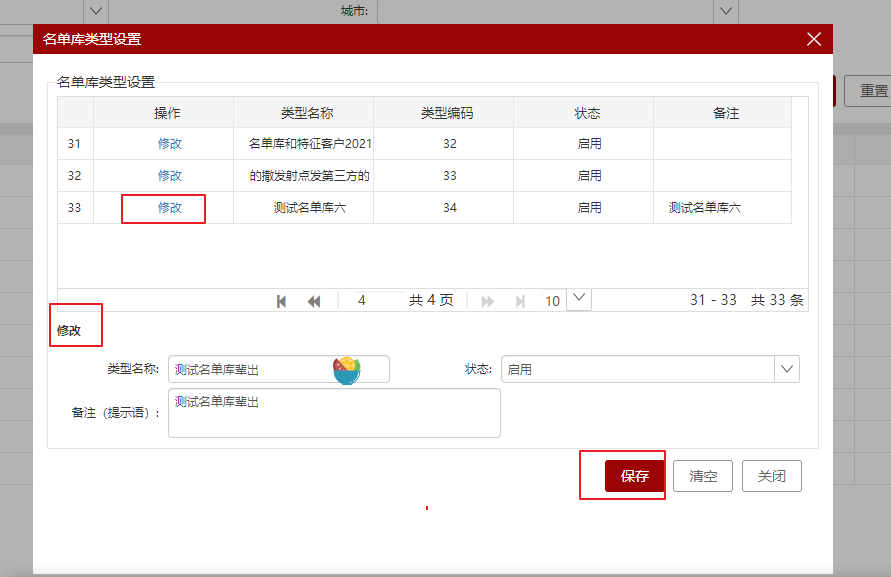 城市:
名单库类型设置
重置
名单库类型设置
操作 类型名称 类型编码 状态 备注
31 修改 名单库和特征客户2021 32 启用
32 修改 的撒发射点发第三方的 33 启用
33 修改 测试名单库六 34 启用 测试名单库六
4 共 4 页 10 31 - 33 共 33 条
修改
类型名称: 测试名单库辈出 状态: 启用
备注（提示语）: 测试名单库辈出
保存 清空 关闭